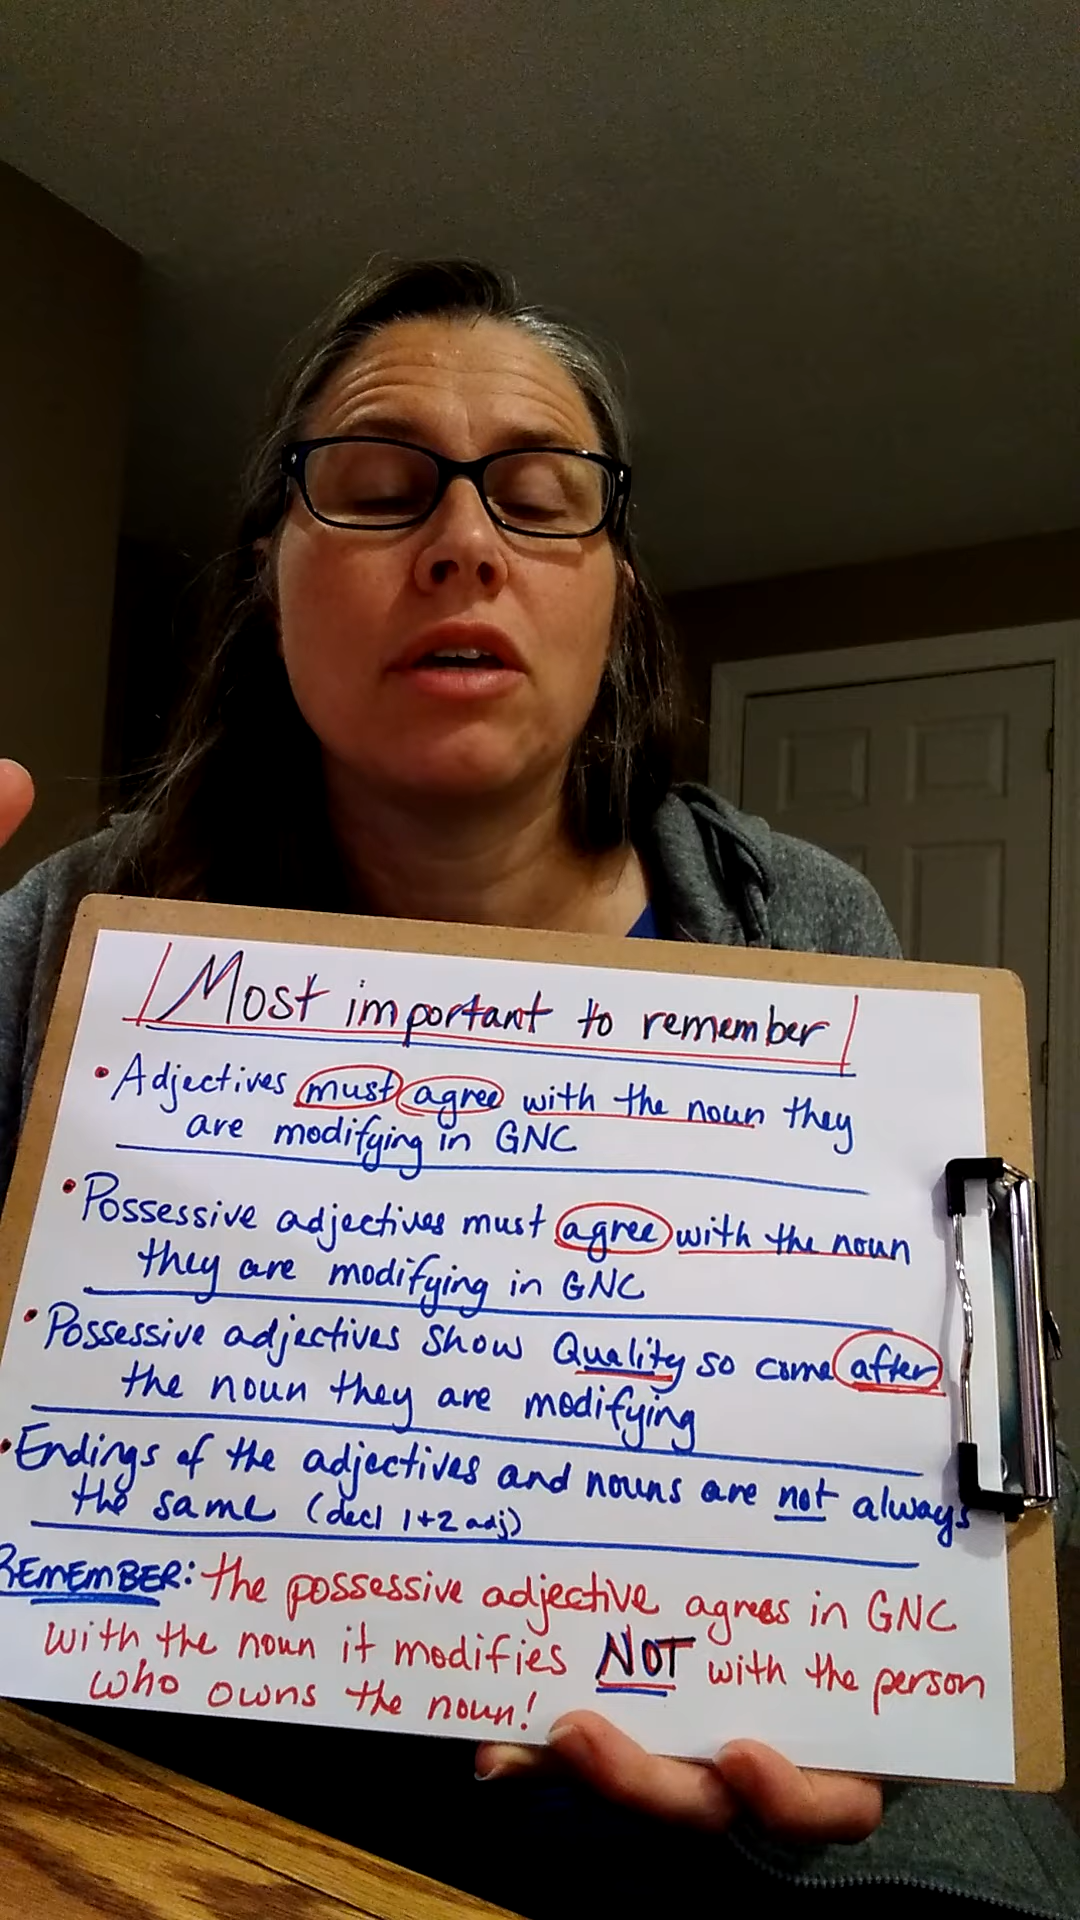 Most important to remember
• Adjectives must agree with the noun they
are modifying in GNC
• Possessive adjectives must agree with the noun
they are modifying in GNC
• Possessive adjectives show Quality so come after
the noun they are modifying
• Endings of the adjectives and nouns are not always
the same (decl 1+2 adj)
REMEMBER: the possessive adjective agrees in GNC
with the noun it modifies NOT with the person
who owns the noun!